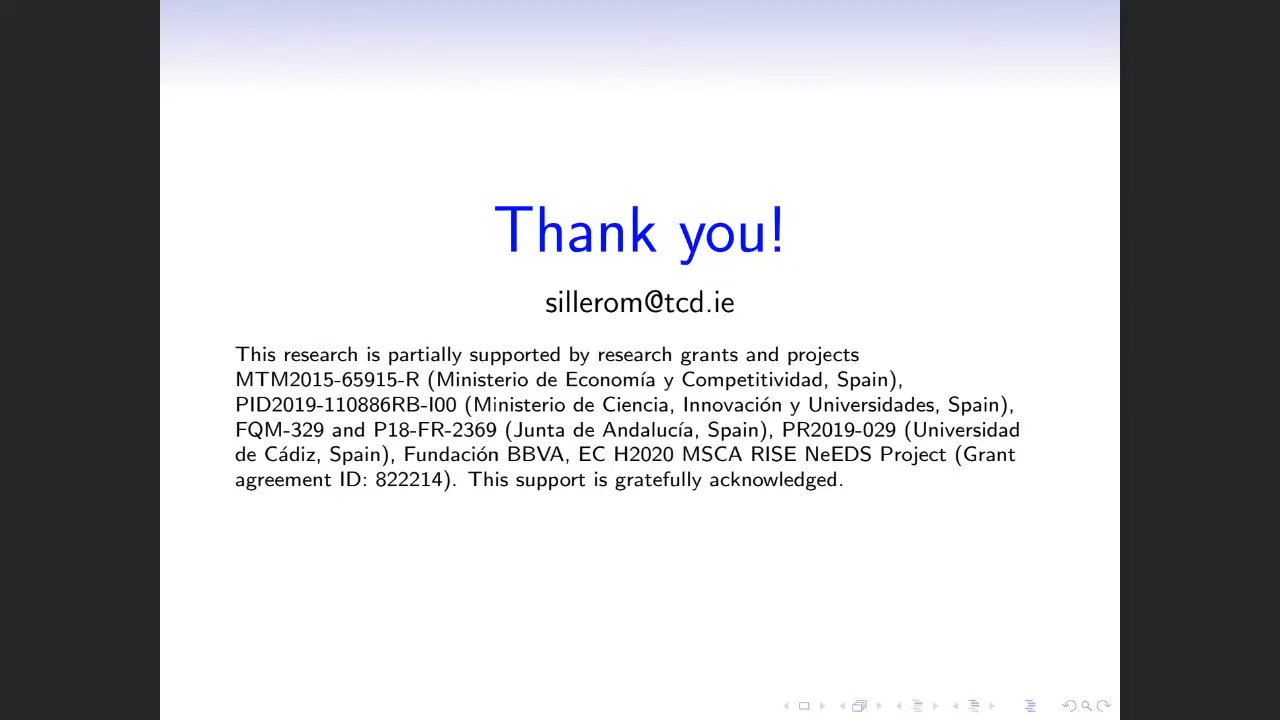 Thank you!
sillerom@tcd.ie
This research is partially supported by research grants and projects
MTM2015-65915-R (Ministerio de Economía y Competitividad, Spain),
PID2019-110886RB-I00 (Ministerio de Ciencia, Innovación y Universidades, Spain),
FQM-329 and P18-FR-2369 (Junta de Andalucía, Spain), PR2019-029 (Universidad
de Cádiz, Spain), Fundación BBVA, EC H2020 MSCA RISE NeEDS Project (Grant
agreement ID: 822214). This support is gratefully acknowledged.